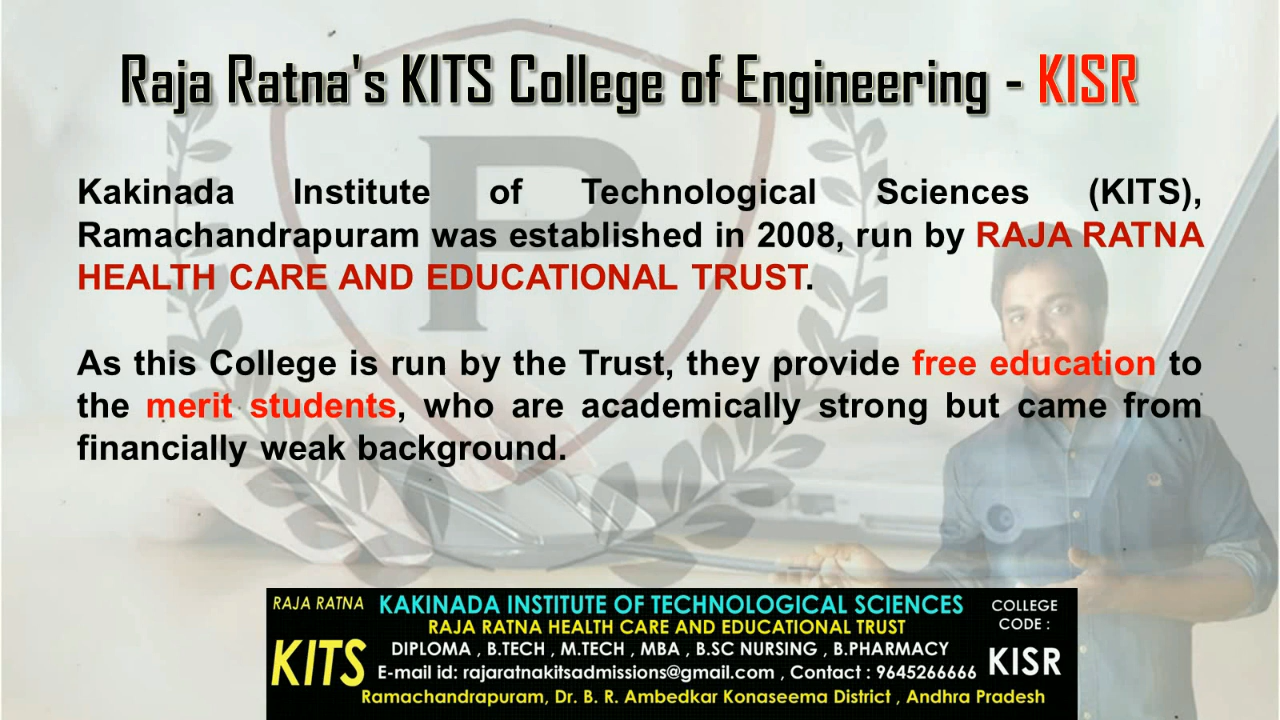 Raja Ratna's KITS College of Engineering - KISR
Kakinada Institute of Technological Sciences (KITS),
Ramachandrapuram was established in 2008, run by RAJA RATNA
HEALTH CARE AND EDUCATIONAL TRUST.
As this College is run by the Trust, they provide free education to
the merit students, who are academically strong but came from
financially weak background.
P
RAJA RATNA
KITS
KAKINADA INSTITUTE OF TECHNOLOGICAL SCIENCES
RAJA RATNA HEALTH CARE AND EDUCATIONAL TRUST
DIPLOMA , B.TECH , M.TECH , MBA , B.SC NURSING , B.PHARMACY
E-mail id: rajaratnakitsadmissions@gmail.com , Contact : 9645266666
Ramachandrapuram, Dr. B. R. Ambedkar Konaseema District , Andhra Pradesh
COLLEGE
CODE :
KISR